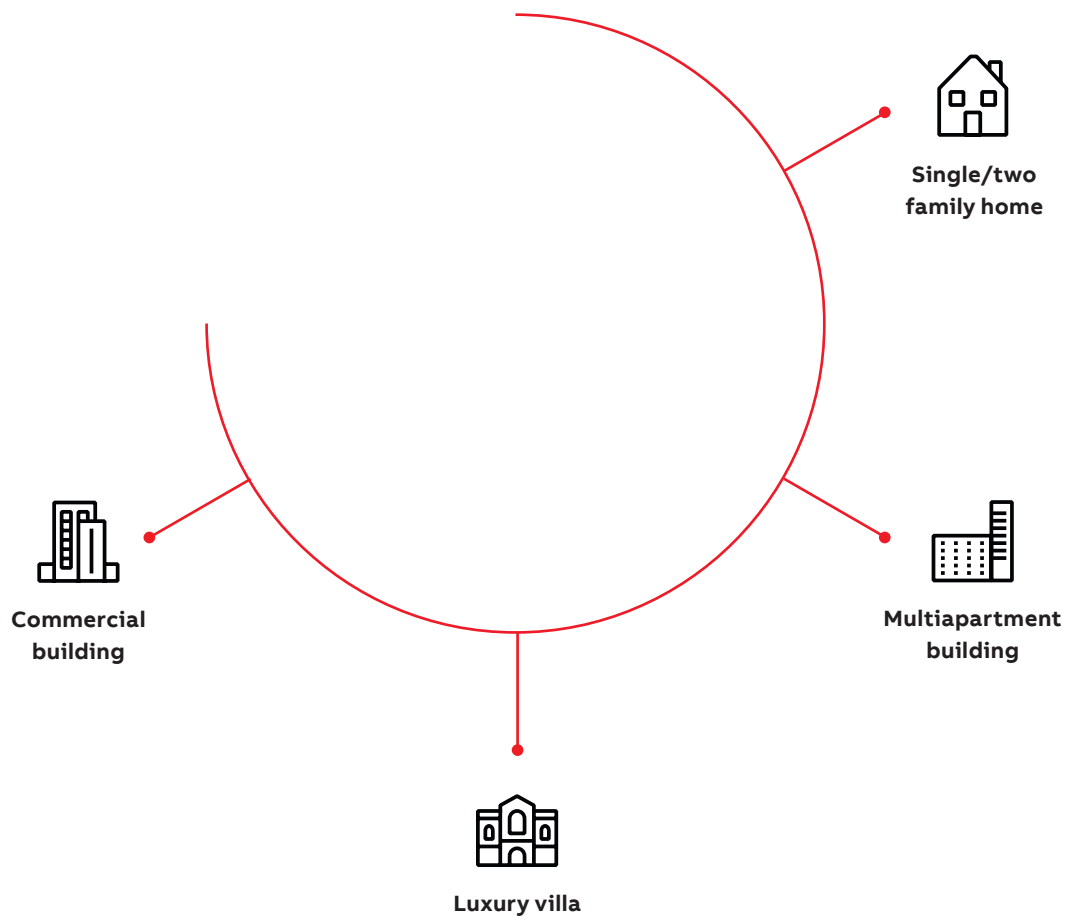 Single/two
family home
Commercial
building
Multiapartment
building
Luxury villa